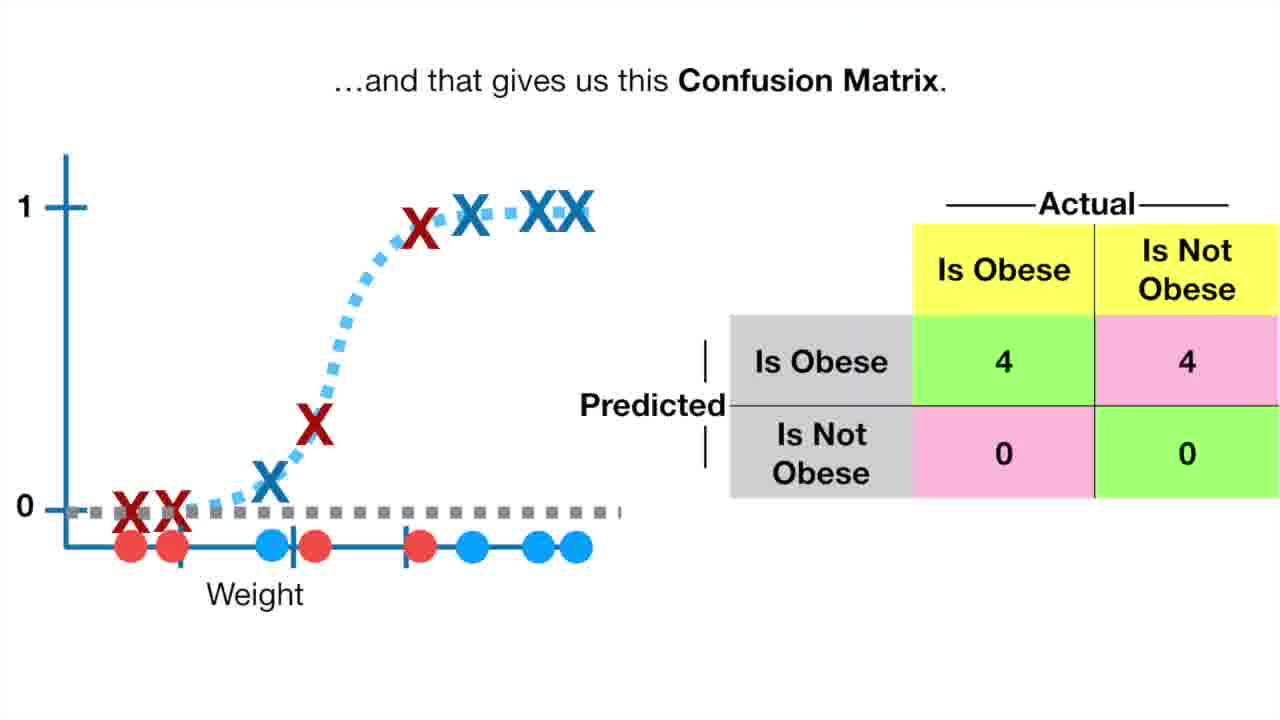 …and that gives us this Confusion Matrix.
1
0
X X X X X X X X
Weight
Actual
Is Obese
Is Not
Obese
Predicted
Is Obese
4
4
Is Not
Obese
0
0